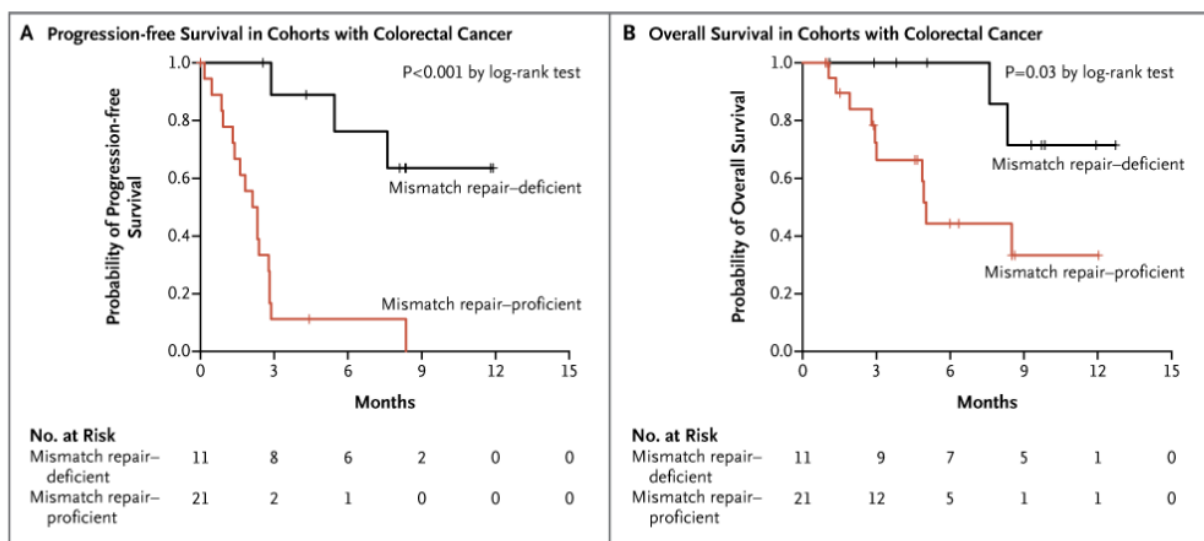 A Progression-free Survival in Cohorts with Colorectal Cancer
P<0.001 by log-rank test
Probability of Progression-free
Survival
1.0
0.8
0.6
0.4
0.2
0.0
Mismatch repair–deficient
Mismatch repair–proficient
0 3 6 9 12 15
Months
No. at Risk
Mismatch repair–
deficient
11 8 6 2 0 0
Mismatch repair–
proficient
21 2 1 0 0 0
B Overall Survival in Cohorts with Colorectal Cancer
P=0.03 by log-rank test
Probability of Overall Survival
1.0
0.8
0.6
0.4
0.2
0.0
Mismatch repair–deficient
Mismatch repair–proficient
0 3 6 9 12 15
Months
No. at Risk
Mismatch repair–
deficient
11 9 7 5 1 0
Mismatch repair–
proficient
21 12 5 1 1 0